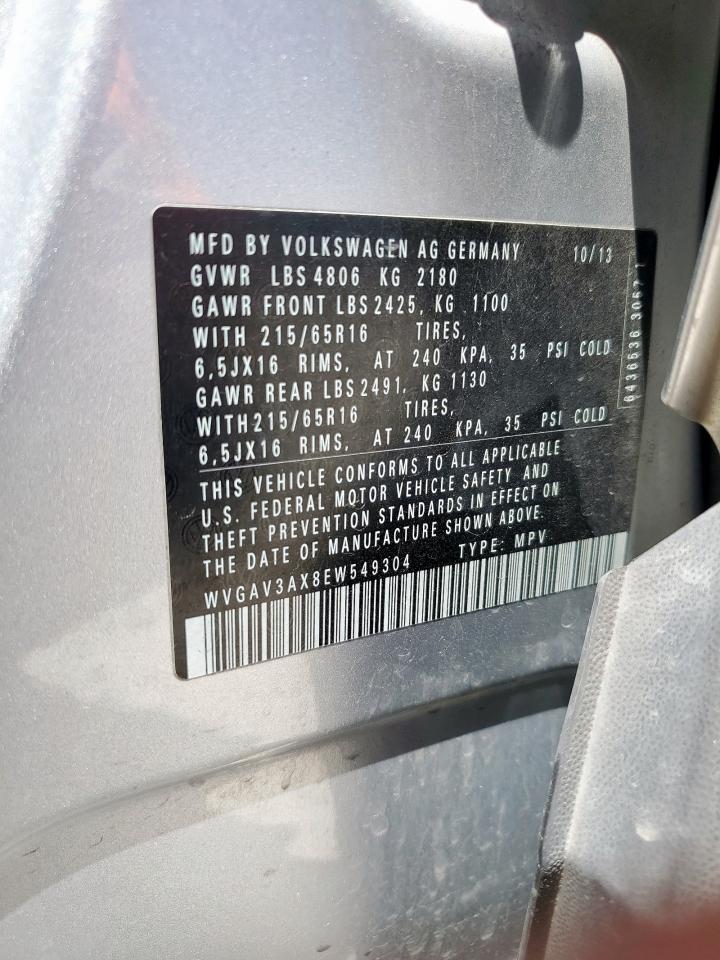 MFD BY VOLKSWAGEN AG GERMANY 10/13
GVWR LBS 4806 KG 2180
GAWR FRONT LBS 2425, KG 1100
WITH 215/65R16 TIRES,
6,5JX16 RIMS, AT 240 KPA, 35 PSI COLD
GAWR REAR LBS 2491, KG 1130
WITH 215/65R16 TIRES,
6,5JX16 RIMS, AT 240 KPA, 35 PSI COLD
THIS VEHICLE CONFORMS TO ALL APPLICABLE
U.S. FEDERAL MOTOR VEHICLE SAFETY AND
THEFT PREVENTION STANDARDS IN EFFECT ON
THE DATE OF MANUFACTURE SHOWN ABOVE.
WVGAV3AX8EW549304 TYPE: MPV
6436536